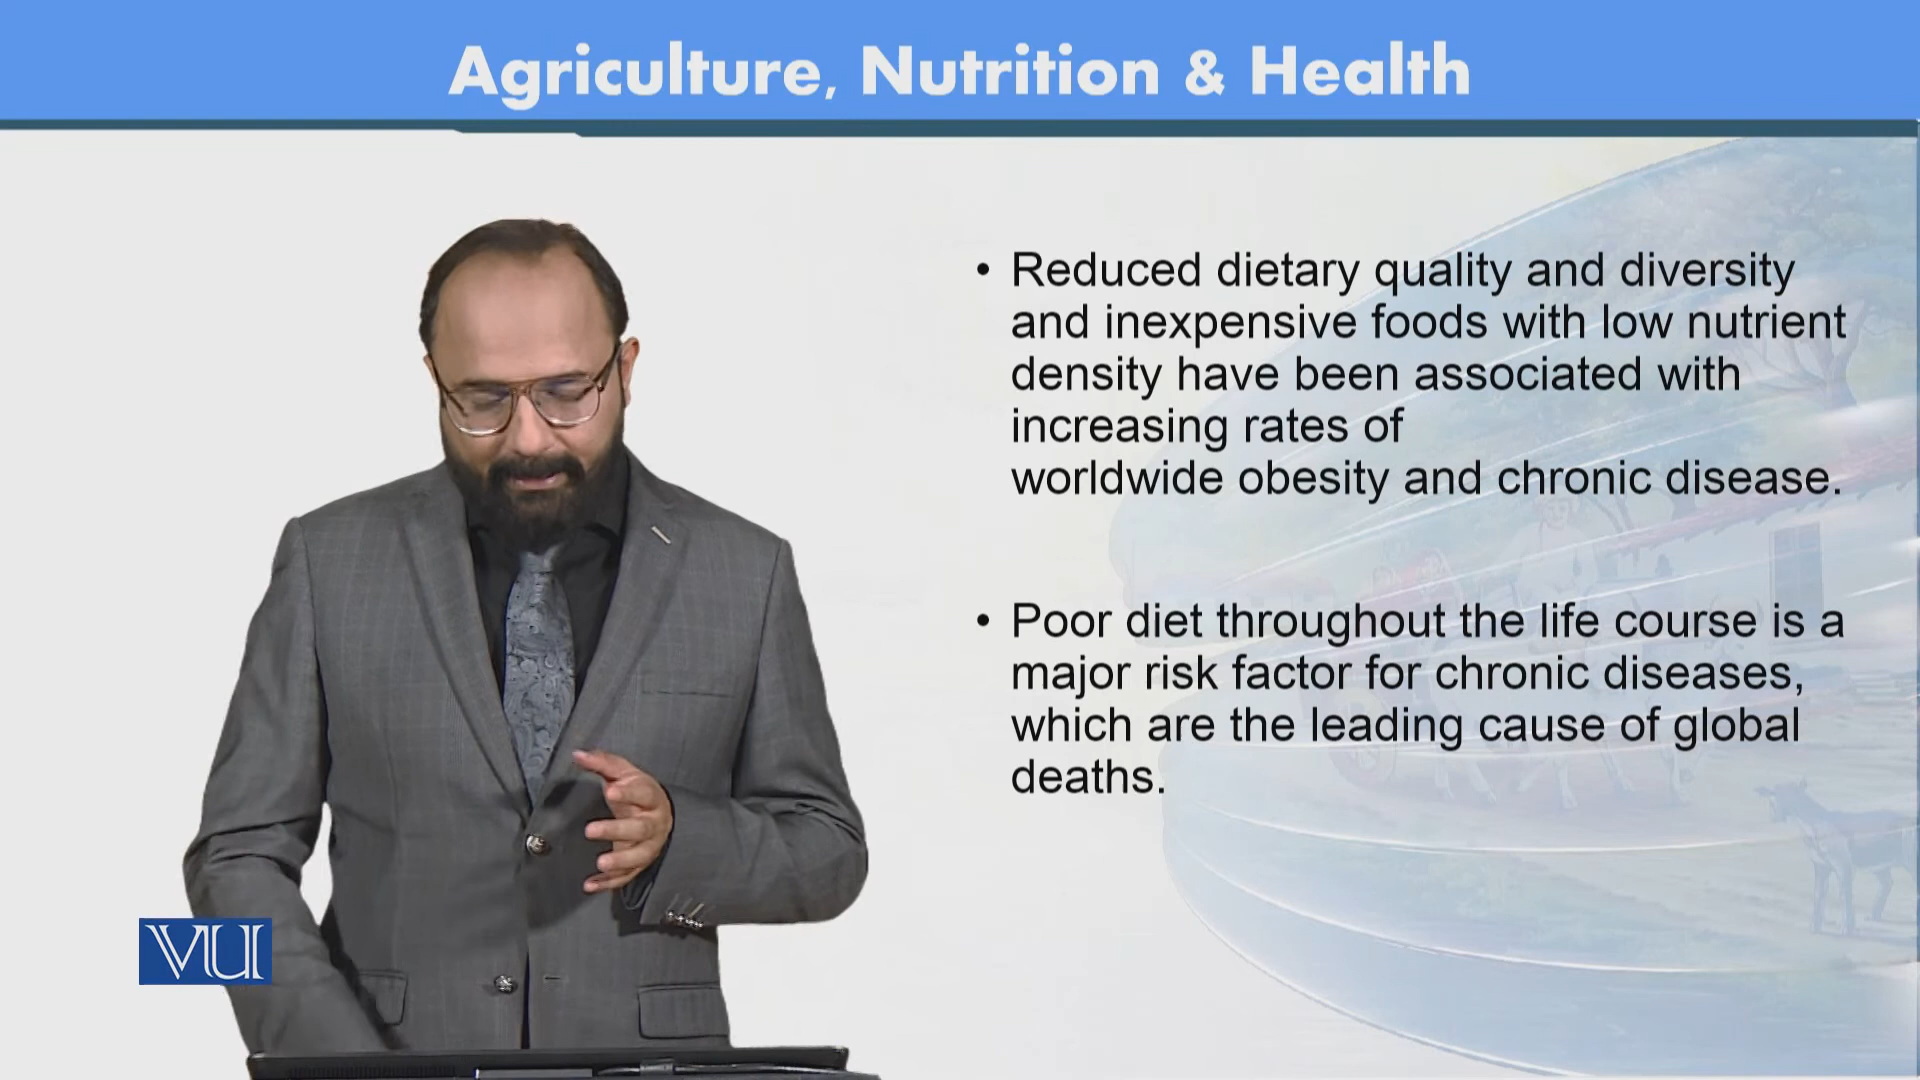 Agriculture, Nutrition & Health
• Reduced dietary quality and diversity
and inexpensive foods with low nutrient
density have been associated with
increasing rates of
worldwide obesity and chronic disease.
• Poor diet throughout the life course is a
major risk factor for chronic diseases,
which are the leading cause of global
deaths.
VU